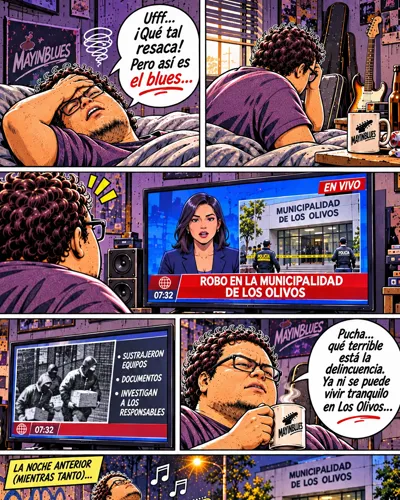 Ufff...
¡Qué tal
resaca!
Pero así es
el blues...
MAYINBLUES
MAYINBLUES
EN VIVO
MUNICIPALIDAD
DE LOS OLIVOS
POLICÍA
POLICÍA
ROBO EN LA MUNICIPALIDAD
DE LOS OLIVOS
07:32
• SUSTRAJERON
EQUIPOS
• DOCUMENTOS
• INVESTIGAN
A LOS
RESPONSABLES
07:32
MAYINBLUES
Pucha...
qué terrible
está la
delincuencia.
Ya ni se puede
vivir tranquilo
en Los Olivos...
MAYINBLUES
LA NOCHE ANTERIOR
(MIENTRAS TANTO)...
MUNICIPALIDAD
DE LOS OLIVOS